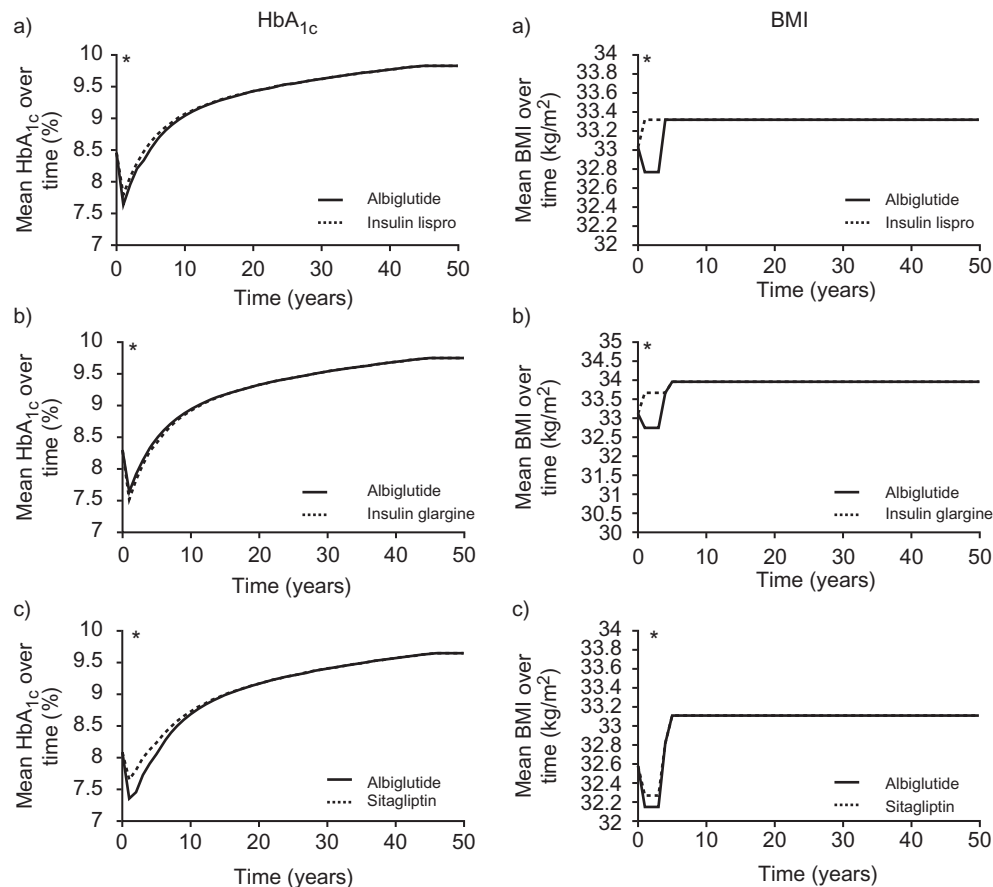 HbA1c
BMI
a)
*
Mean HbA1c over
time (%)
10
9.5
9
8.5
8
7.5
7
Albiglutide
Insulin lispro
0 10 20 30 40 50
Time (years)
a)
*
Mean BMI over
time (kg/m2)
34
33.8
33.6
33.4
33.2
33
32.8
32.6
32.4
32.2
32
Albiglutide
Insulin lispro
0 10 20 30 40 50
Time (years)
b)
*
Mean HbA1c over
time (%)
10
9.5
9
8.5
8
7.5
7
Albiglutide
Insulin glargine
0 10 20 30 40 50
Time (years)
b)
*
Mean BMI over
time (kg/m2)
35
34.5
34
33.5
33
32.5
32
31.5
31
30.5
30
Albiglutide
Insulin glargine
0 10 20 30 40 50
Time (years)
c)
*
Mean HbA1c over
time (%)
10
9.5
9
8.5
8
7.5
7
Albiglutide
Sitagliptin
0 10 20 30 40 50
Time (years)
c)
*
Mean BMI over
time (kg/m2)
34
33.8
33.6
33.4
33.2
33
32.8
32.6
32.4
32.2
32
Albiglutide
Sitagliptin
0 10 20 30 40 50
Time (years)